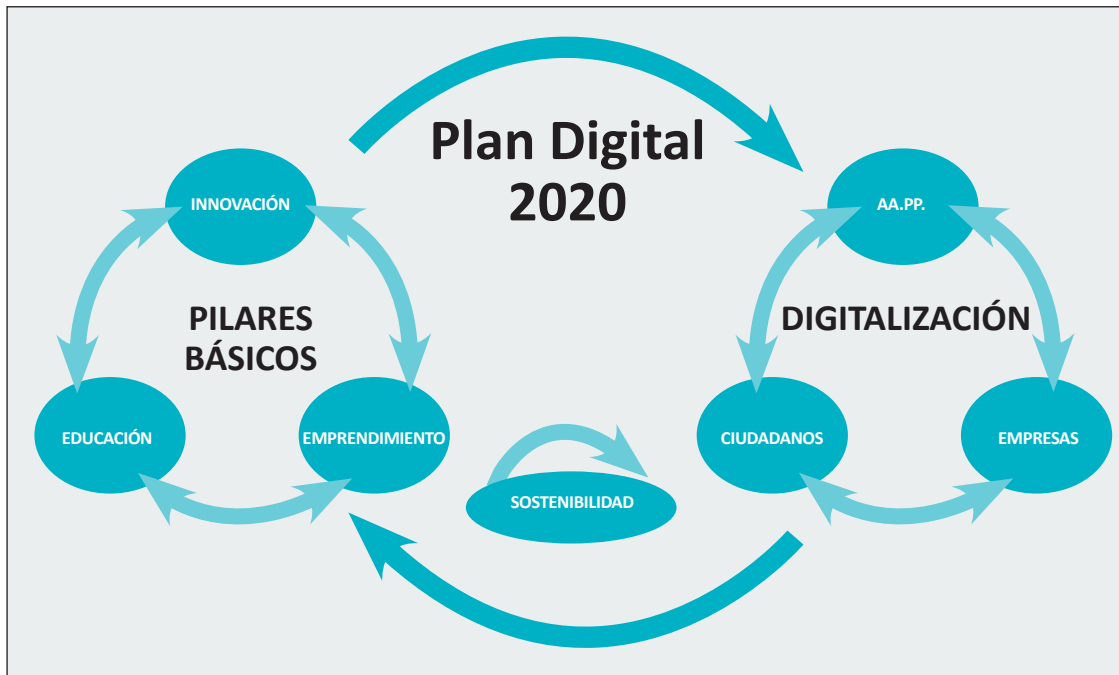 Plan Digital
2020
INNOVACIÓN
PILARES
BÁSICOS
EDUCACIÓN
EMPRENDIMIENTO
SOSTENIBILIDAD
AA.PP.
DIGITALIZACIÓN
CIUDADANOS
EMPRESAS